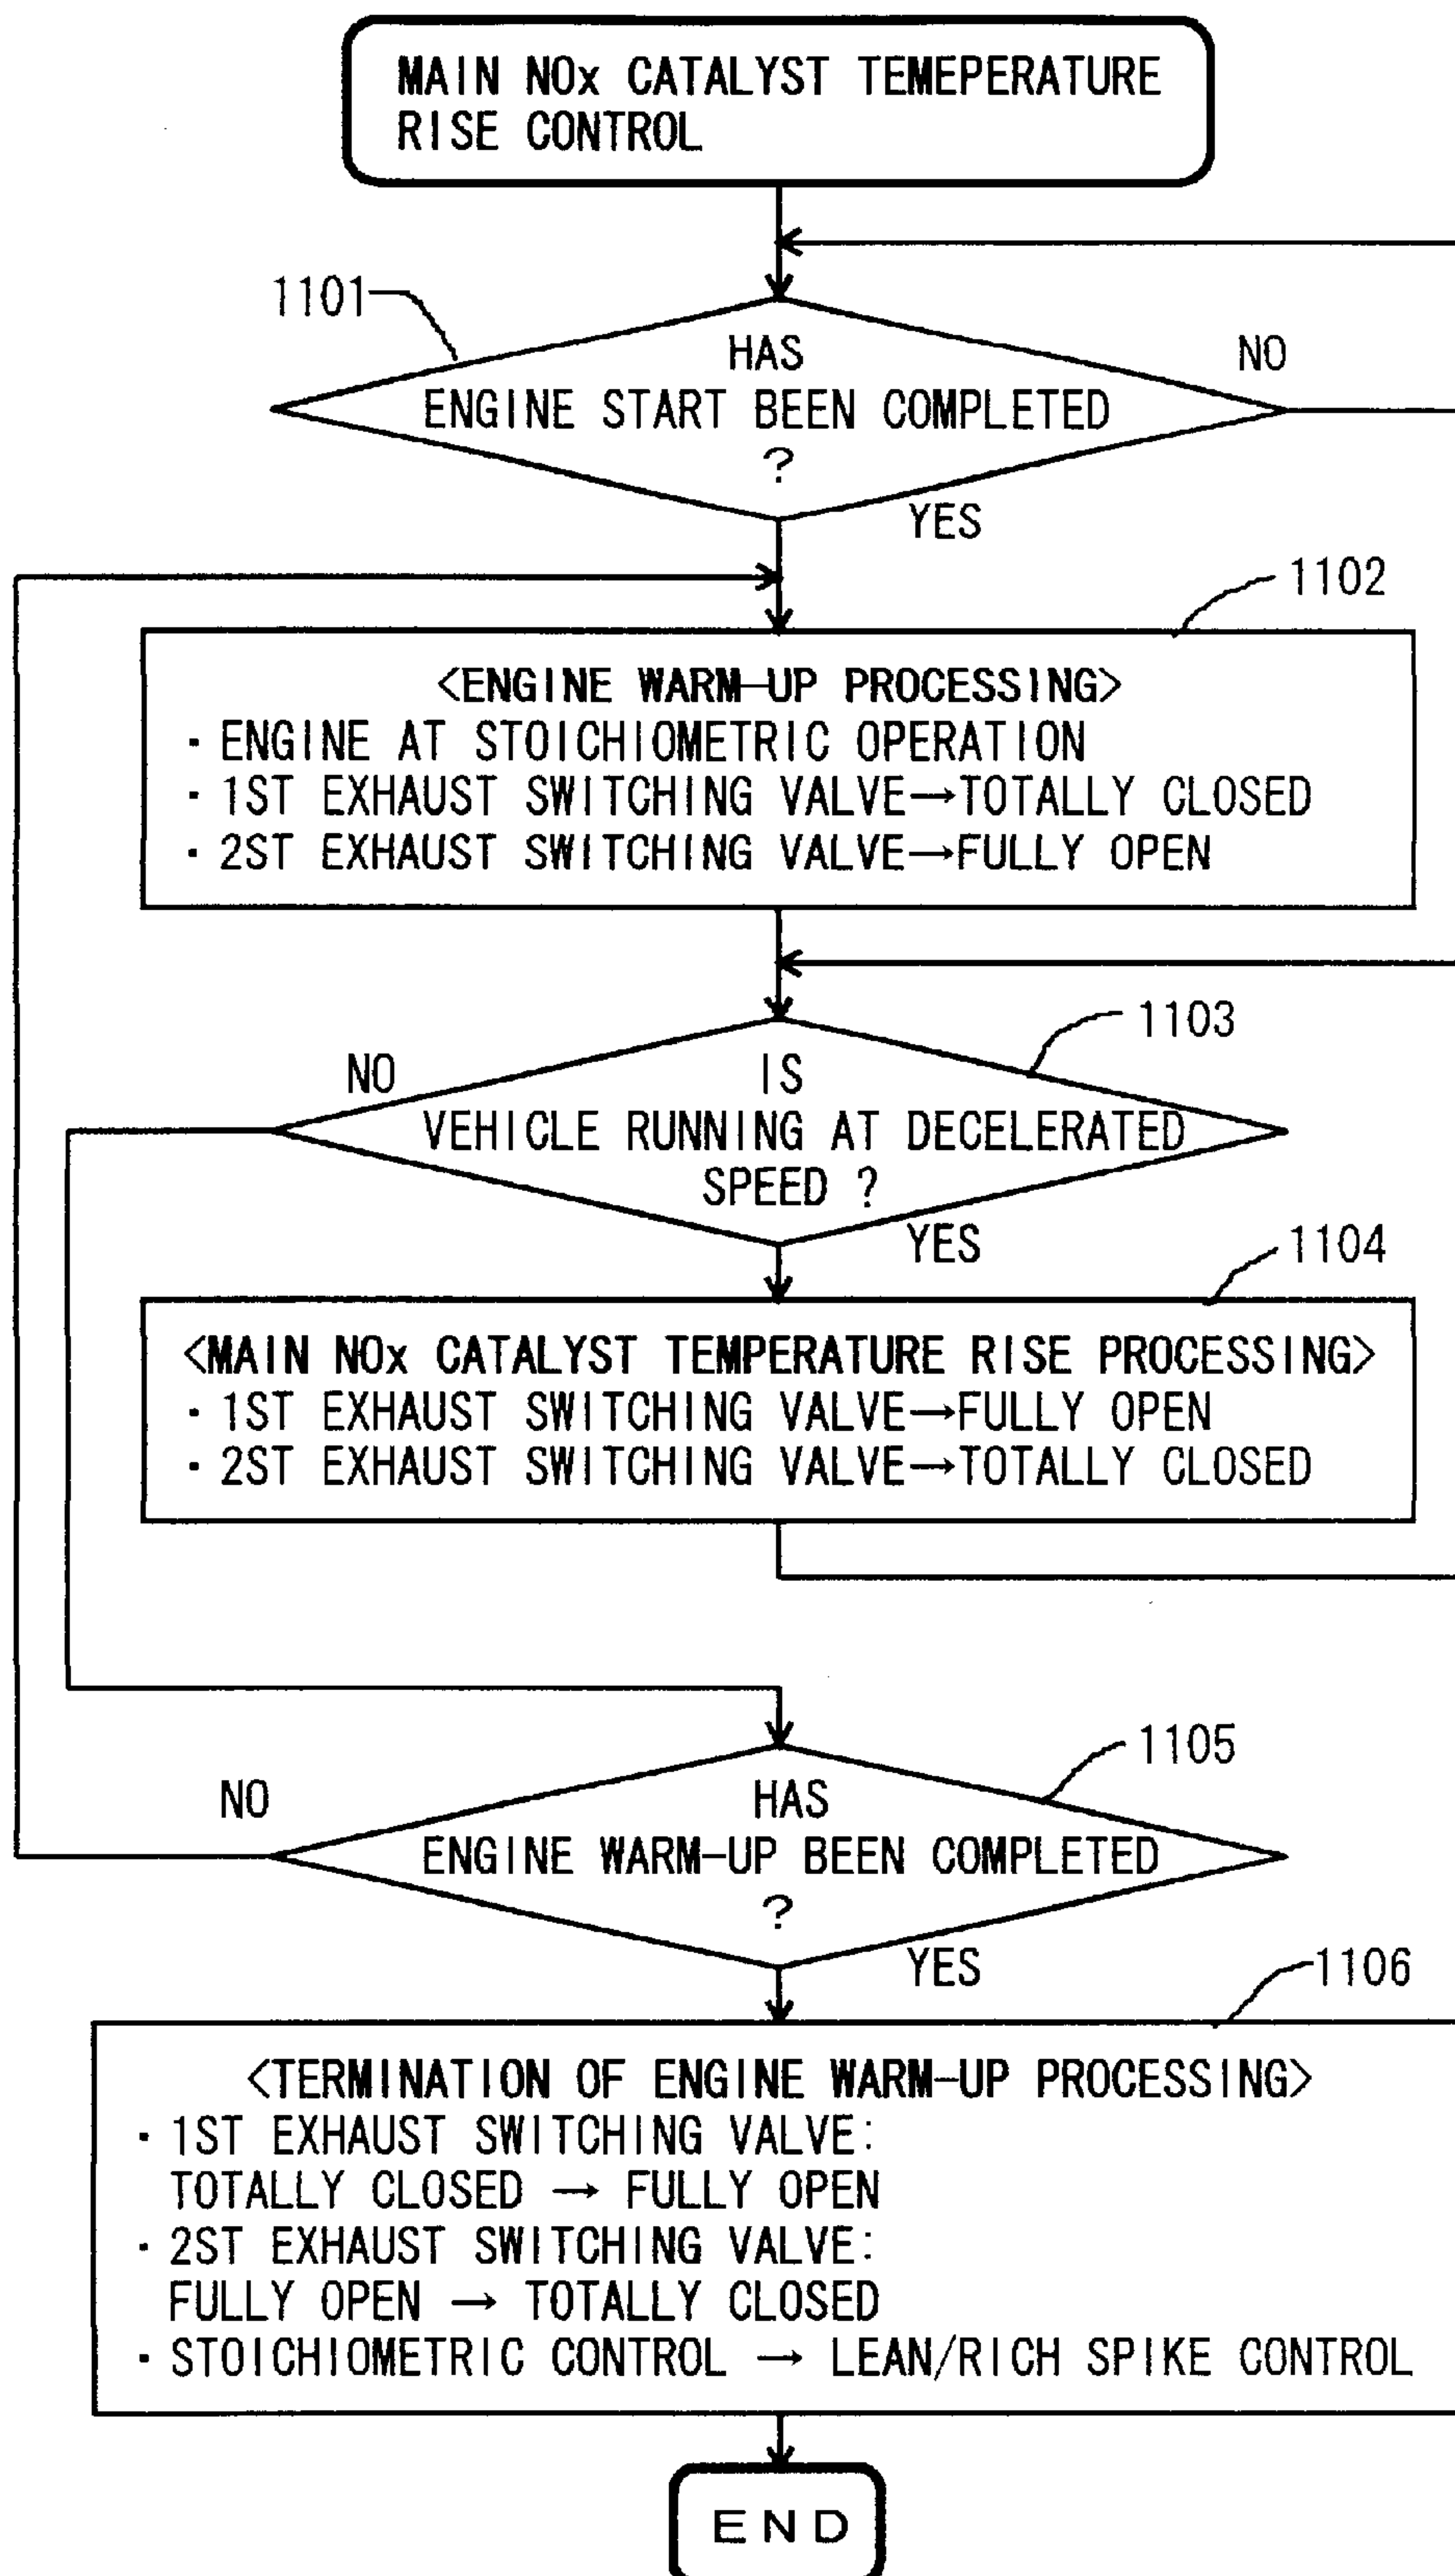 MAIN NOx CATALYST TEMEPERATURE
RISE CONTROL
1101
HAS
NO
ENGINE START BEEN COMPLETED
?
YES
1102
<ENGINE WARM-UP PROCESSING>
· ENGINE AT STOICHIOMETRIC OPERATION
· 1ST EXHAUST SWITCHING VALVE→TOTALLY CLOSED
· 2ST EXHAUST SWITCHING VALVE→FULLY OPEN
1103
NO
IS
VEHICLE RUNNING AT DECELERATED
SPEED ?
YES
1104
<MAIN NOx CATALYST TEMPERATURE RISE PROCESSING>
· 1ST EXHAUST SWITCHING VALVE→FULLY OPEN
· 2ST EXHAUST SWITCHING VALVE→TOTALLY CLOSED
1105
NO
HAS
ENGINE WARM-UP BEEN COMPLETED
?
YES
1106
<TERMINATION OF ENGINE WARM-UP PROCESSING>
· 1ST EXHAUST SWITCHING VALVE:
TOTALLY CLOSED → FULLY OPEN
· 2ST EXHAUST SWITCHING VALVE:
FULLY OPEN → TOTALLY CLOSED
· STOICHIOMETRIC CONTROL → LEAN/RICH SPIKE CONTROL
END